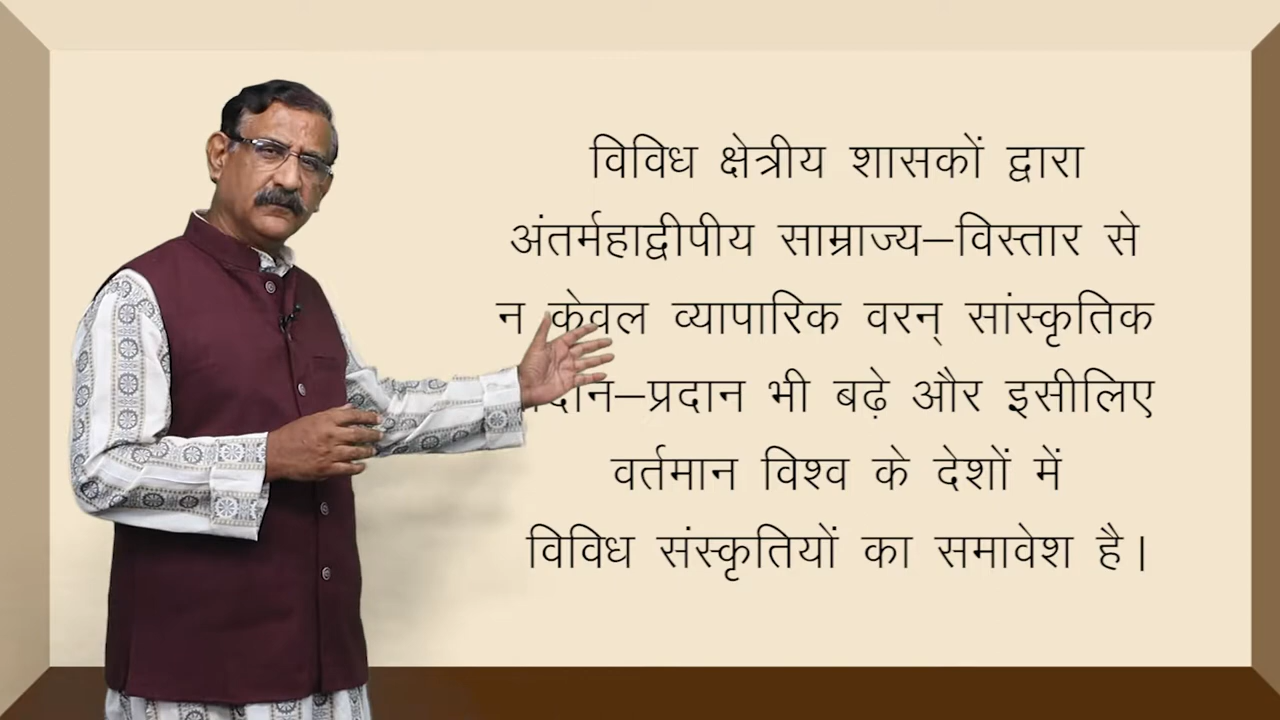 विविध क्षेत्रीय शासकों द्वारा
अंतर्महाद्वीपीय साम्राज्य–विस्तार से
न केवल व्यापारिक वरन् सांस्कृतिक
प्रदान भी बढ़े और इसीलिए
वर्तमान विश्व के देशों में
विविध संस्कृतियों का समावेश है।